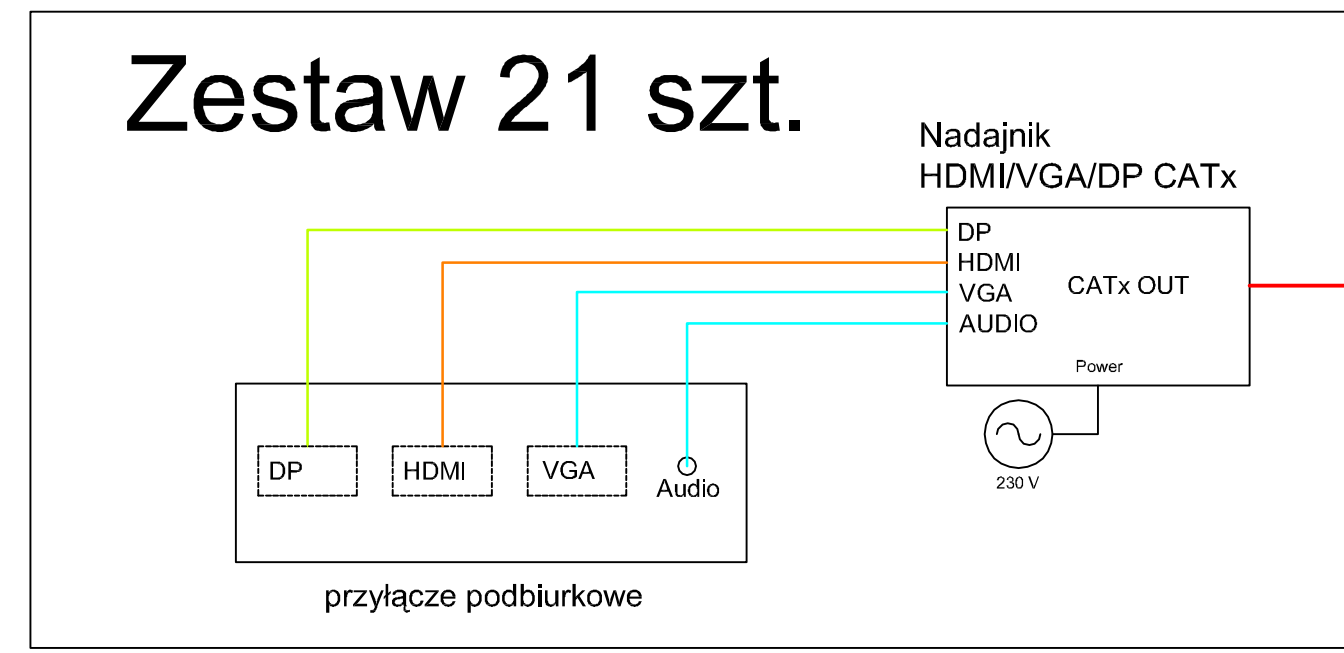 Zestaw 21 szt.
Nadajnik
HDMI/VGA/DP CATx
DP
HDMI
VGA
AUDIO
CATx OUT
Power
230 V
DP
HDMI
VGA
Audio
przyłącze podbiurkowe